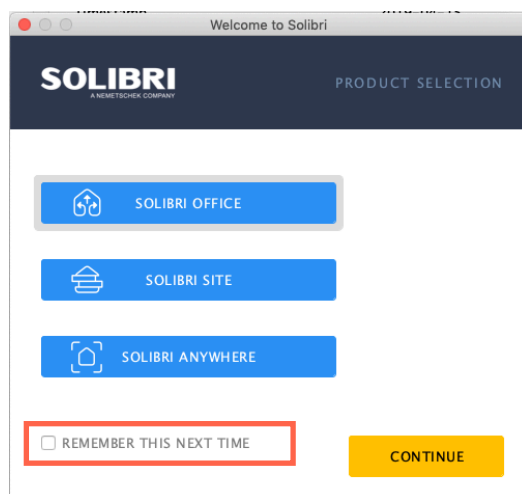 Welcome to Solibri
SOLIBRI
A NEMETSCHEK COMPANY
PRODUCT SELECTION
SOLIBRI OFFICE
SOLIBRI SITE
SOLIBRI ANYWHERE
REMEMBER THIS NEXT TIME
CONTINUE